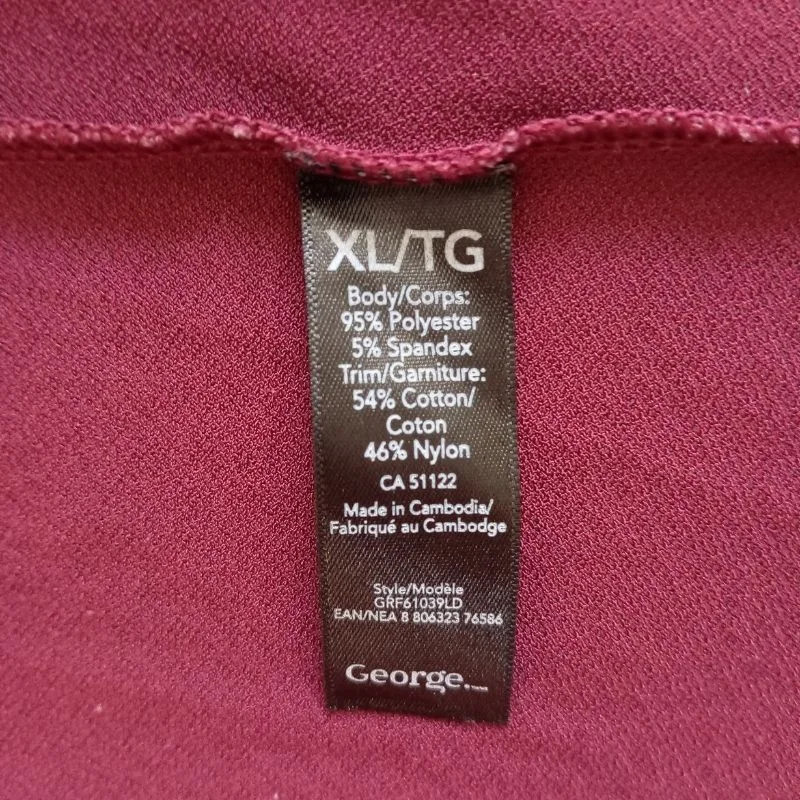 XL/TG
Body/Corps:
95% Polyester
5% Spandex
Trim/Garniture:
54% Cotton/
Coton
46% Nylon
CA 51122
Made in Cambodia/
Fabriqué au Cambodge
Style/Modèle
GRF61039LD
EAN/NEA 8 806323 76586
George.